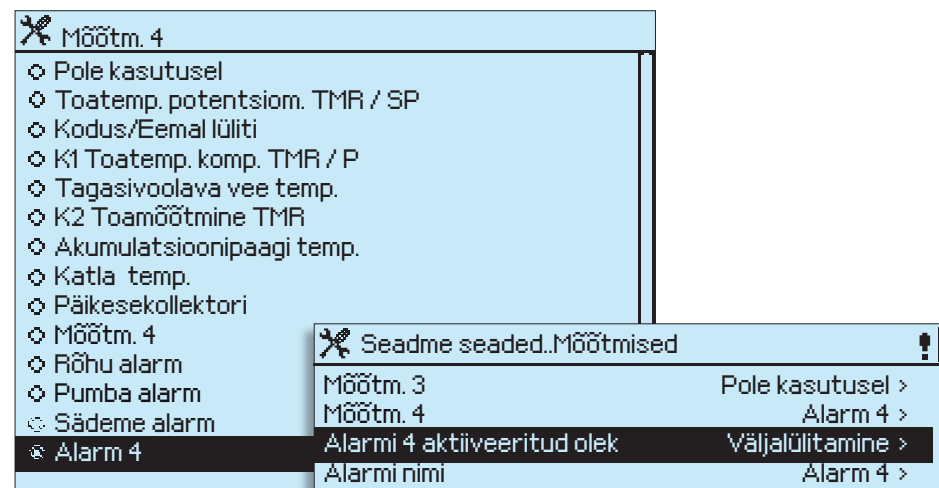 Mõõtm. 4
Pole kasutusel
Toatemp. potentsiom. TMR / SP
Kodus/Eemal lüliti
K1 Toatemp. komp. TMR / P
Tagasivoolava vee temp.
K2 Toamõõtmine TMR
Akumulatsioonipaagi temp.
Katla temp.
Päikesekollektori
Mõõtm. 4
Rõhu alarm
Pumba alarm
Sädeme alarm
Alarm 4
Seadme seaded..Mõõtmised !
Mõõtm. 3 Pole kasutusel >
Mõõtm. 4 Alarm 4 >
Alarmi 4 aktiiveeritud olek Väljalülitamine >
Alarmi nimi Alarm 4 >